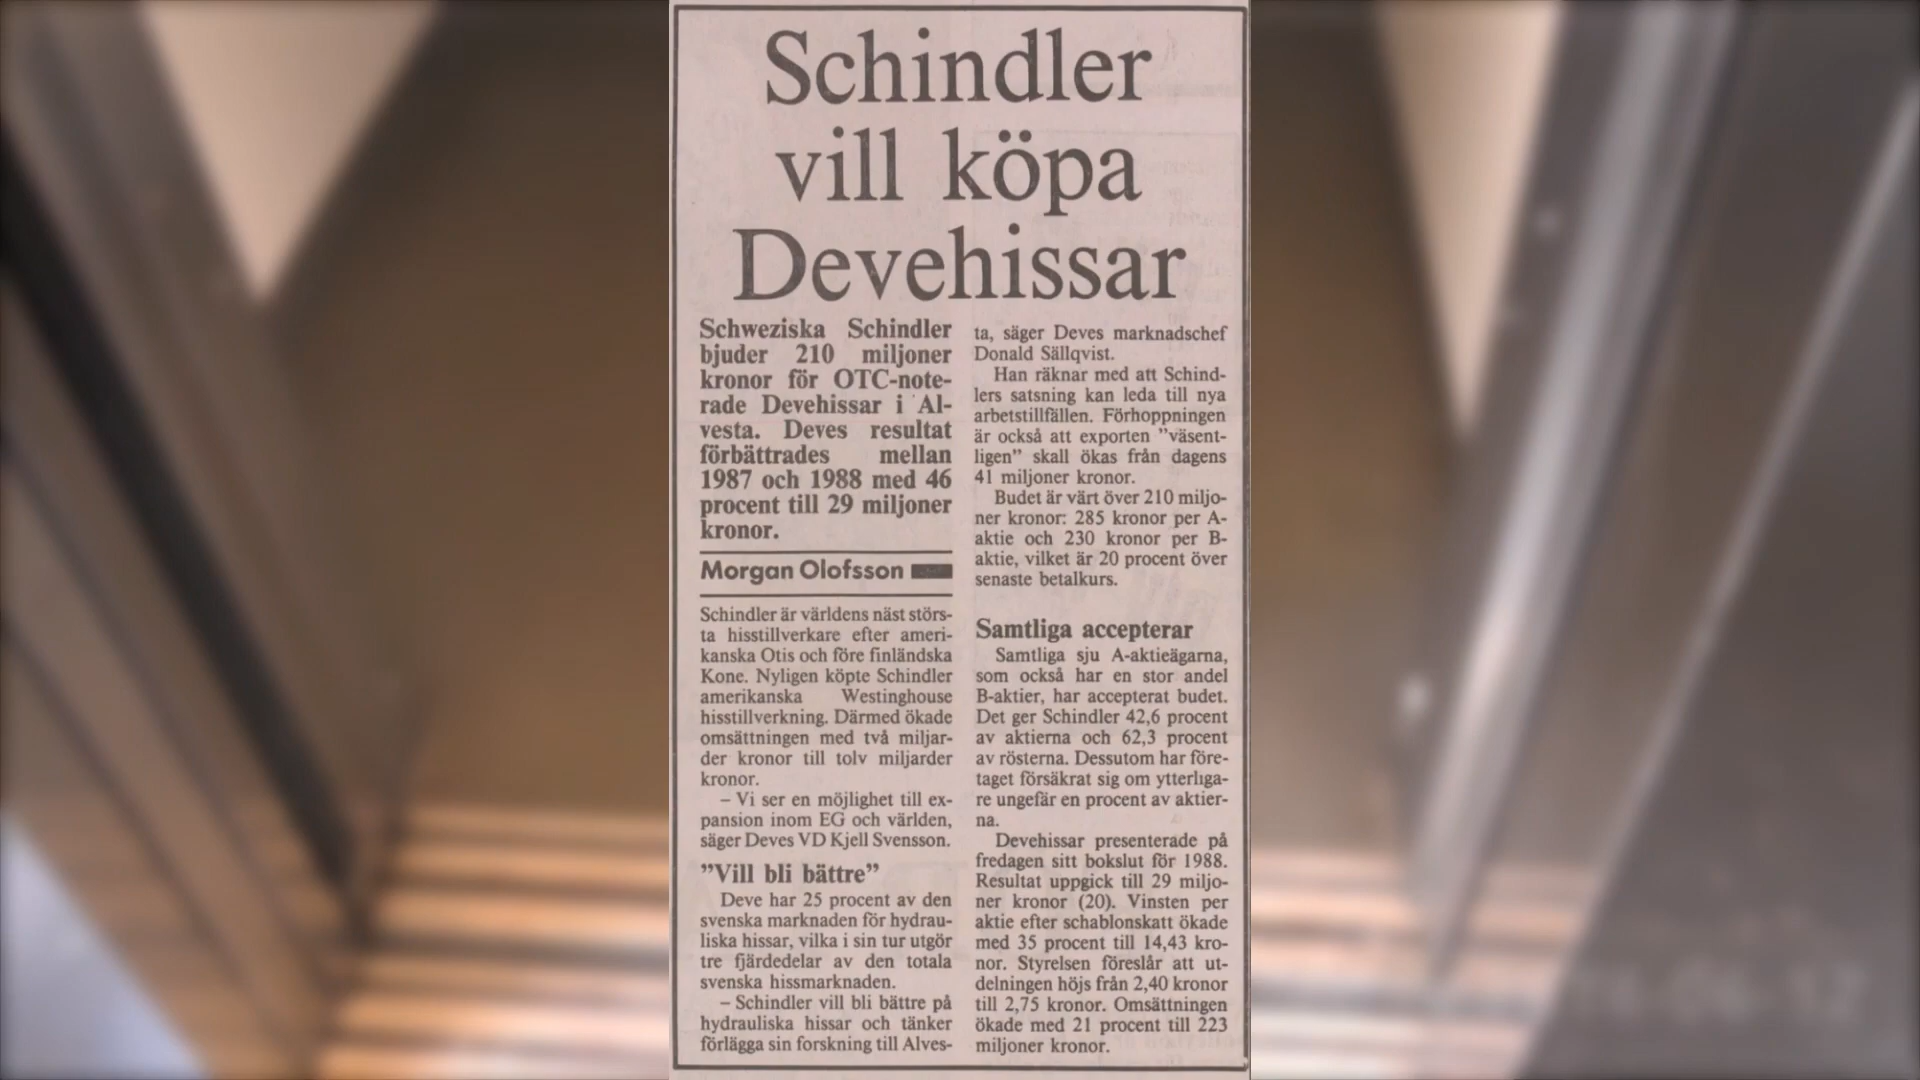 Schindler
vill köpa
Devehissar
Schweziska Schindler
bjuder 210 miljoner
kronor för OTC-note-
rade Devehissar i Al-
vesta. Deves resultat
förbättrades mellan
1987 och 1988 med 46
procent till 29 miljoner
kronor.
Morgan Olofsson
Schindler är världens näst störs-
ta hisstillverkare efter ameri-
kanska Otis och före finländska
Kone. Nyligen köpte Schindler
amerikanska Westinghouse
hisstillverkning. Därmed ökade
omsättningen med två miljar-
der kronor till tolv miljarder
kronor.
– Vi ser en möjlighet till ex-
pansion inom EG och världen,
säger Deves VD Kjell Svensson.
”Vill bli bättre”
Deve har 25 procent av den
svenska marknaden för hydrau-
liska hissar, vilka i sin tur utgör
tre fjärdedelar av den totala
svenska hissmarknaden.
– Schindler vill bli bättre på
hydrauliska hissar och tänker
förlägga sin forskning till Alves-
ta, säger Deves marknadschef
Donald Sällqvist.
Han räknar med att Schind-
lers satsning kan leda till nya
arbetstillfällen. Förhoppningen
är också att exporten ”väsent-
ligen” skall ökas från dagens
41 miljoner kronor.
Budet är värt över 210 miljo-
ner kronor: 285 kronor per A-
aktie och 230 kronor per B-
aktie, vilket är 20 procent över
senaste betalkurs.
Samtliga accepterar
Samtliga sju A-aktieägarna,
som också har en stor andel
B-aktier, har accepterat budet.
Det ger Schindler 42,6 procent
av aktierna och 62,3 procent
av rösterna. Dessutom har före-
taget försäkrat sig om ytterliga-
re ungefär en procent av aktier-
na.
Devehissar presenterade på
fredagen sitt bokslut för 1988.
Resultat uppgick till 29 miljo-
ner kronor (20). Vinsten per
aktie efter schablonskatt ökade
med 35 procent till 14,43 kro-
nor. Styrelsen föreslår att ut-
delningen höjs från 2,40 kronor
till 2,75 kronor. Omsättningen
ökade med 21 procent till 223
miljoner kronor.